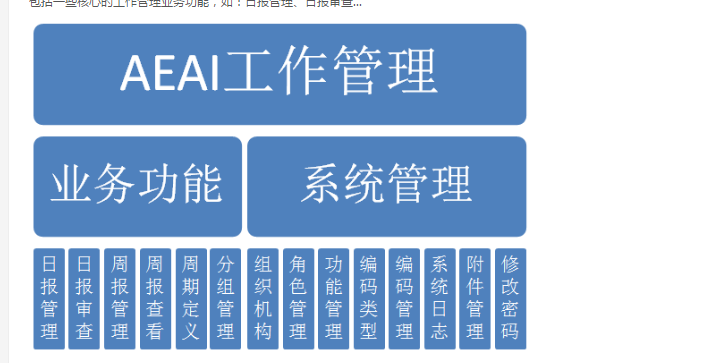 包括一些核心的工作管理业务功能，如：日报管理、日报审查...
AEAI工作管理
业务功能
系统管理
日报管理
日报审查
周报管理
周报查看
周期定义
分组管理
组织机构
角色管理
功能管理
编码类型
编码管理
系统日志
附件管理
修改密码